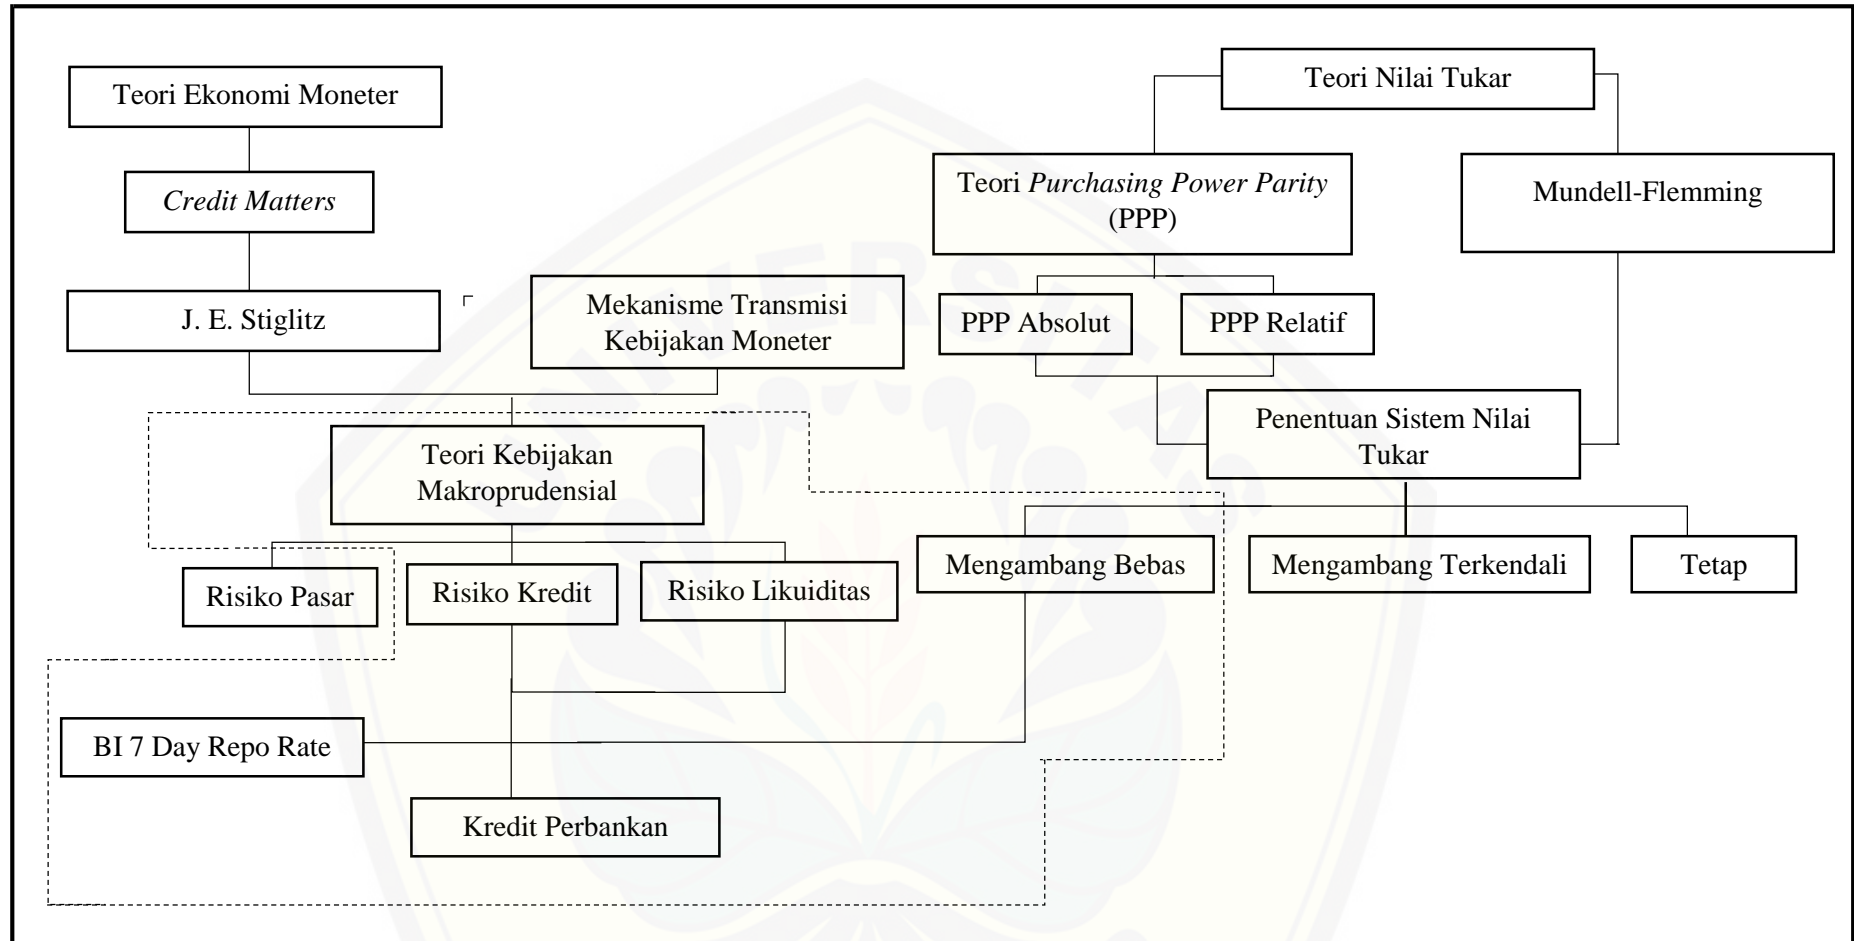 Teori Ekonomi Moneter
Credit Matters
J. E. Stiglitz
Mekanisme Transmisi
Kebijakan Moneter
Teori Kebijakan
Makroprudensial
Risiko Pasar
Risiko Kredit
Risiko Likuiditas
BI 7 Day Repo Rate
Kredit Perbankan
Teori Nilai Tukar
Teori Purchasing Power Parity
(PPP)
Mundell-Flemming
PPP Absolut
PPP Relatif
Penentuan Sistem Nilai
Tukar
Mengambang Bebas
Mengambang Terkendali
Tetap
UNIVERSITAS